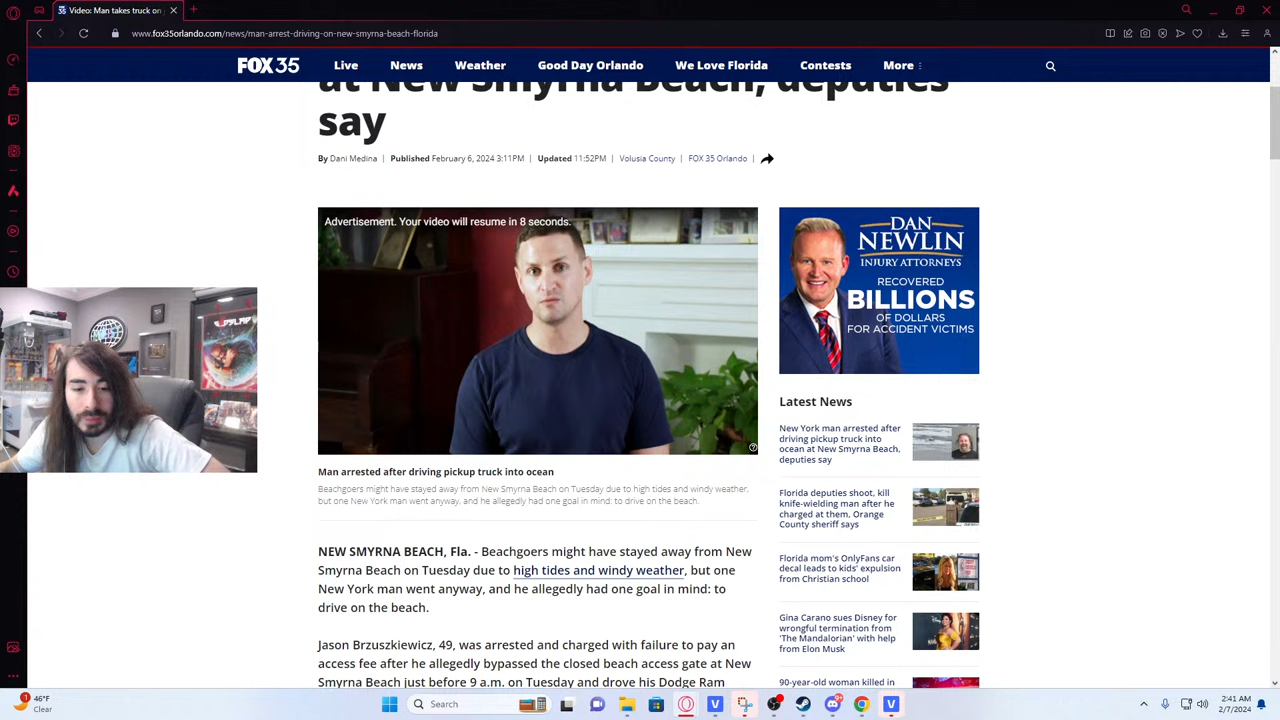 Video: Man takes truck on
www.fox35orlando.com/news/man-arrest-driving-on-new-smyrna-beach-florida
FOX 35
Live
News
Weather
Good Day Orlando
We Love Florida
Contests
More
at New Smyrna Beach, deputies
say
By Dani Medina | Published February 6, 2024 3:11PM | Updated 11:52PM | Volusia County | FOX 35 Orlando |
Advertisement. Your video will resume in 8 seconds.
Man arrested after driving pickup truck into ocean
Beachgoers might have stayed away from New Smyrna Beach on Tuesday due to high tides and windy weather,
but one New York man went anyway, and he allegedly had one goal in mind: to drive on the beach.
NEW SMYRNA BEACH, Fla. - Beachgoers might have stayed away from New
Smyrna Beach on Tuesday due to high tides and windy weather, but one
New York man went anyway, and he allegedly had one goal in mind: to
drive on the beach.
Jason Brzuszkiewicz, 49, was arrested and charged with failure to pay an
access fee after he allegedly bypassed the closed beach access gate at New
Smyrna Beach just before 9 a.m. on Tuesday and drove his Dodge Ram
DAN
NEWLIN
INJURY ATTORNEYS
RECOVERED
BILLIONS
OF DOLLARS
FOR ACCIDENT VICTIMS
Latest News
New York man arrested after
driving pickup truck into
ocean at New Smyrna Beach,
deputies say
Florida deputies shoot, kill
knife-wielding man after he
charged at them, Orange
County sheriff says
Florida mom's OnlyFans car
decal leads to kids' expulsion
from Christian school
Gina Carano sues Disney for
wrongful termination from
'The Mandalorian' with help
from Elon Musk
90-year-old woman killed in
1
46°F
Clear
Search
99+
2:41 AM
2/7/2024